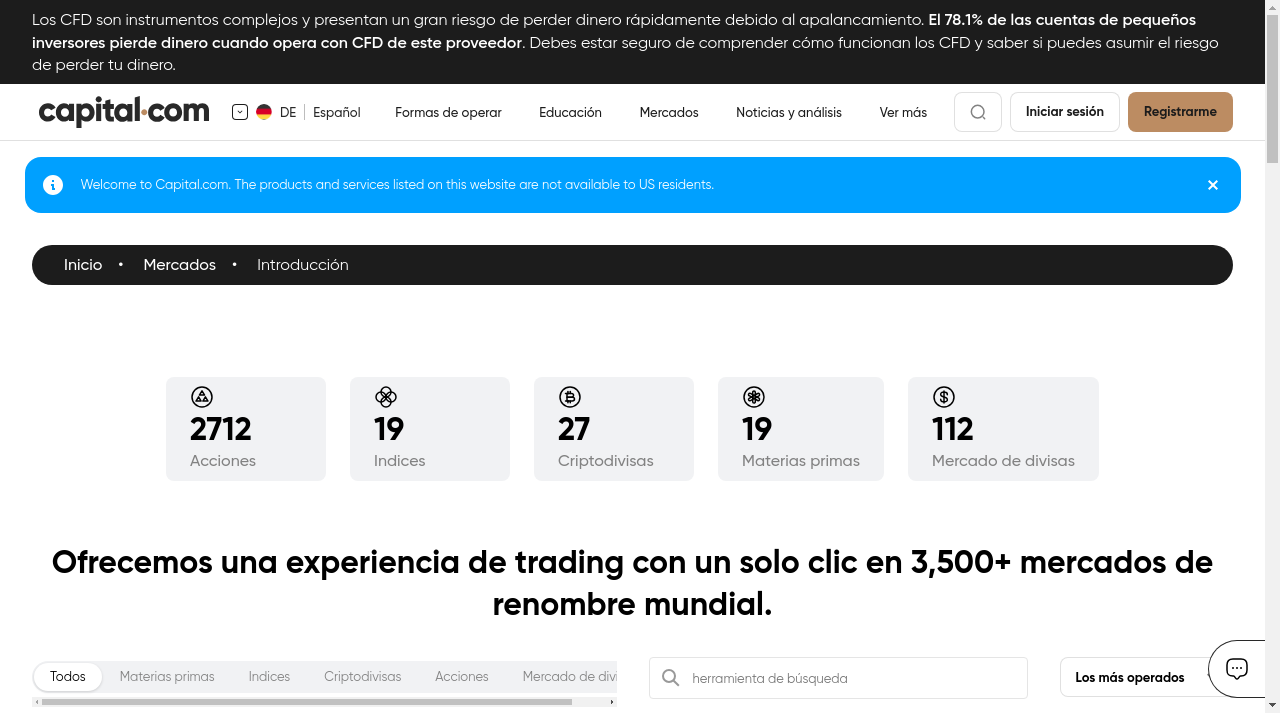 Los CFD son instrumentos complejos y presentan un gran riesgo de perder dinero rápidamente debido al apalancamiento. El 78.1% de las cuentas de pequeños
inversores pierde dinero cuando opera con CFD de este proveedor. Debes estar seguro de comprender cómo funcionan los CFD y saber si puedes asumir el riesgo
de perder tu dinero.
capital.com DE Español Formas de operar Educación Mercados Noticias y análisis Ver más Iniciar sesión Registrarme
Welcome to Capital.com. The products and services listed on this website are not available to US residents.
Inicio • Mercados • Introducción
2712 19 27 19 112
Acciones Indices Criptodivisas Materias primas Mercado de divisas
Ofrecemos una experiencia de trading con un solo clic en 3,500+ mercados de
renombre mundial.
Todos Materias primas Indices Criptodivisas Acciones Mercado de divi herramienta de búsqueda Los más operados